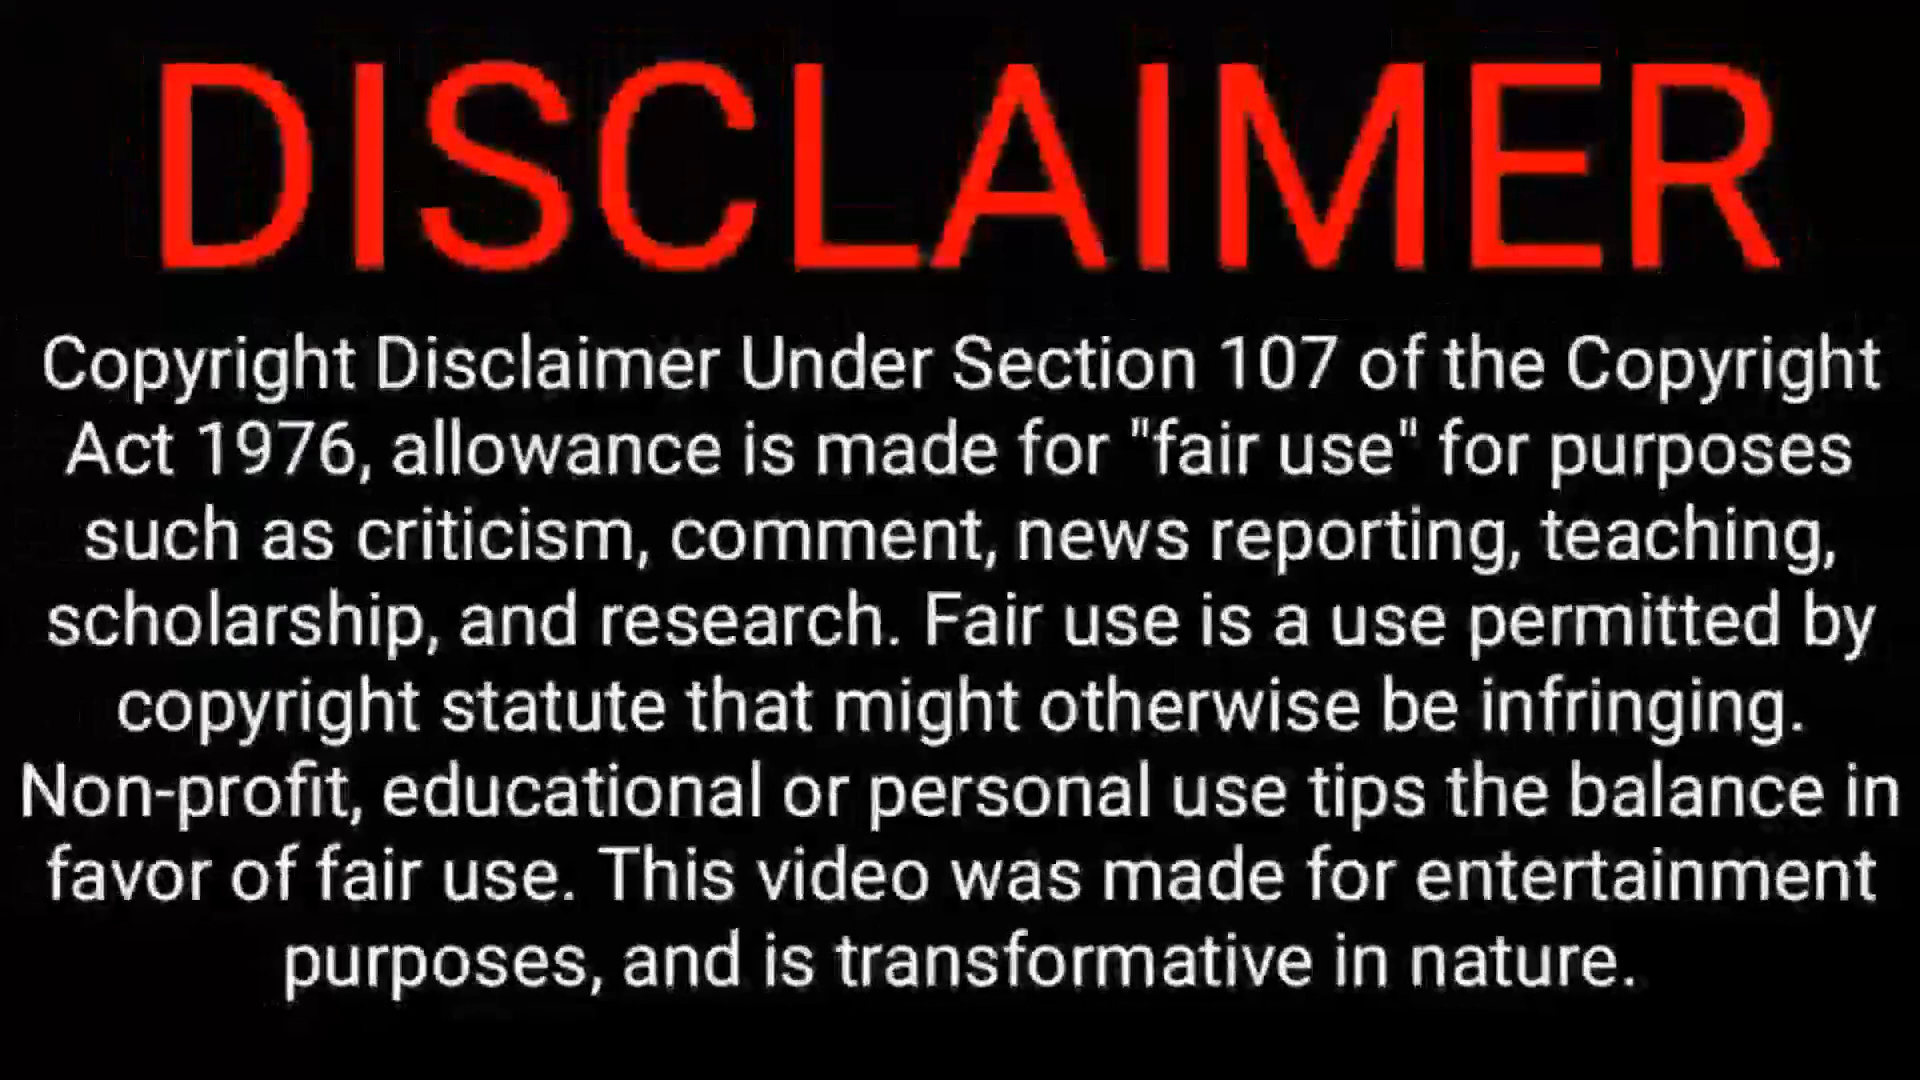 DISCLAIMER
Copyright Disclaimer Under Section 107 of the Copyright
Act 1976, allowance is made for "fair use" for purposes
such as criticism, comment, news reporting, teaching,
scholarship, and research. Fair use is a use permitted by
copyright statute that might otherwise be infringing.
Non-profit, educational or personal use tips the balance in
favor of fair use. This video was made for entertainment
purposes, and is transformative in nature.